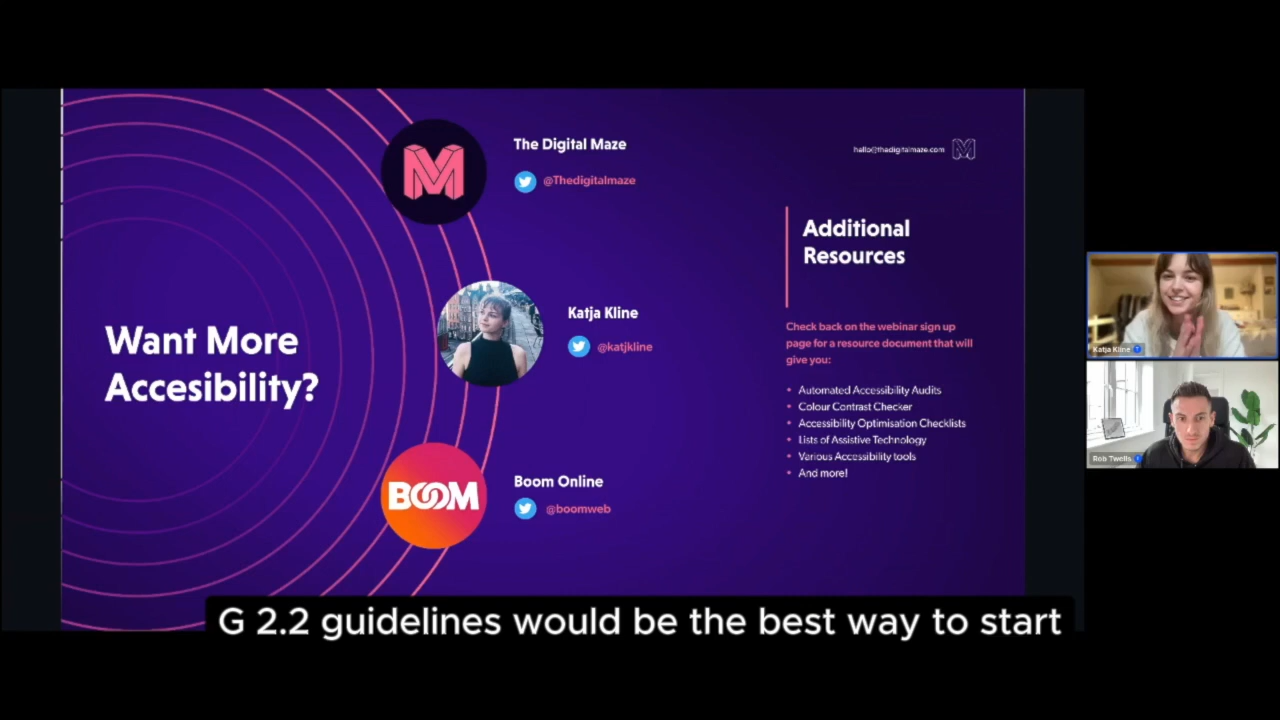 The Digital Maze
@Thedigitalmaze
hello@thedigitalmaze.com
M
M
Additional
Resources
Katja Kline
@katjkline
Want More
Accesibility?
Check back on the webinar sign up
page for a resource document that will
give you:
• Automated Accessibility Audits
• Colour Contrast Checker
• Accessibility Optimisation Checklists
• Lists of Assistive Technology
• Various Accessibility tools
• And more!
BOOM
Boom Online
@boomweb
Katja Kline
Rob Twells
G 2.2 guidelines would be the best way to start